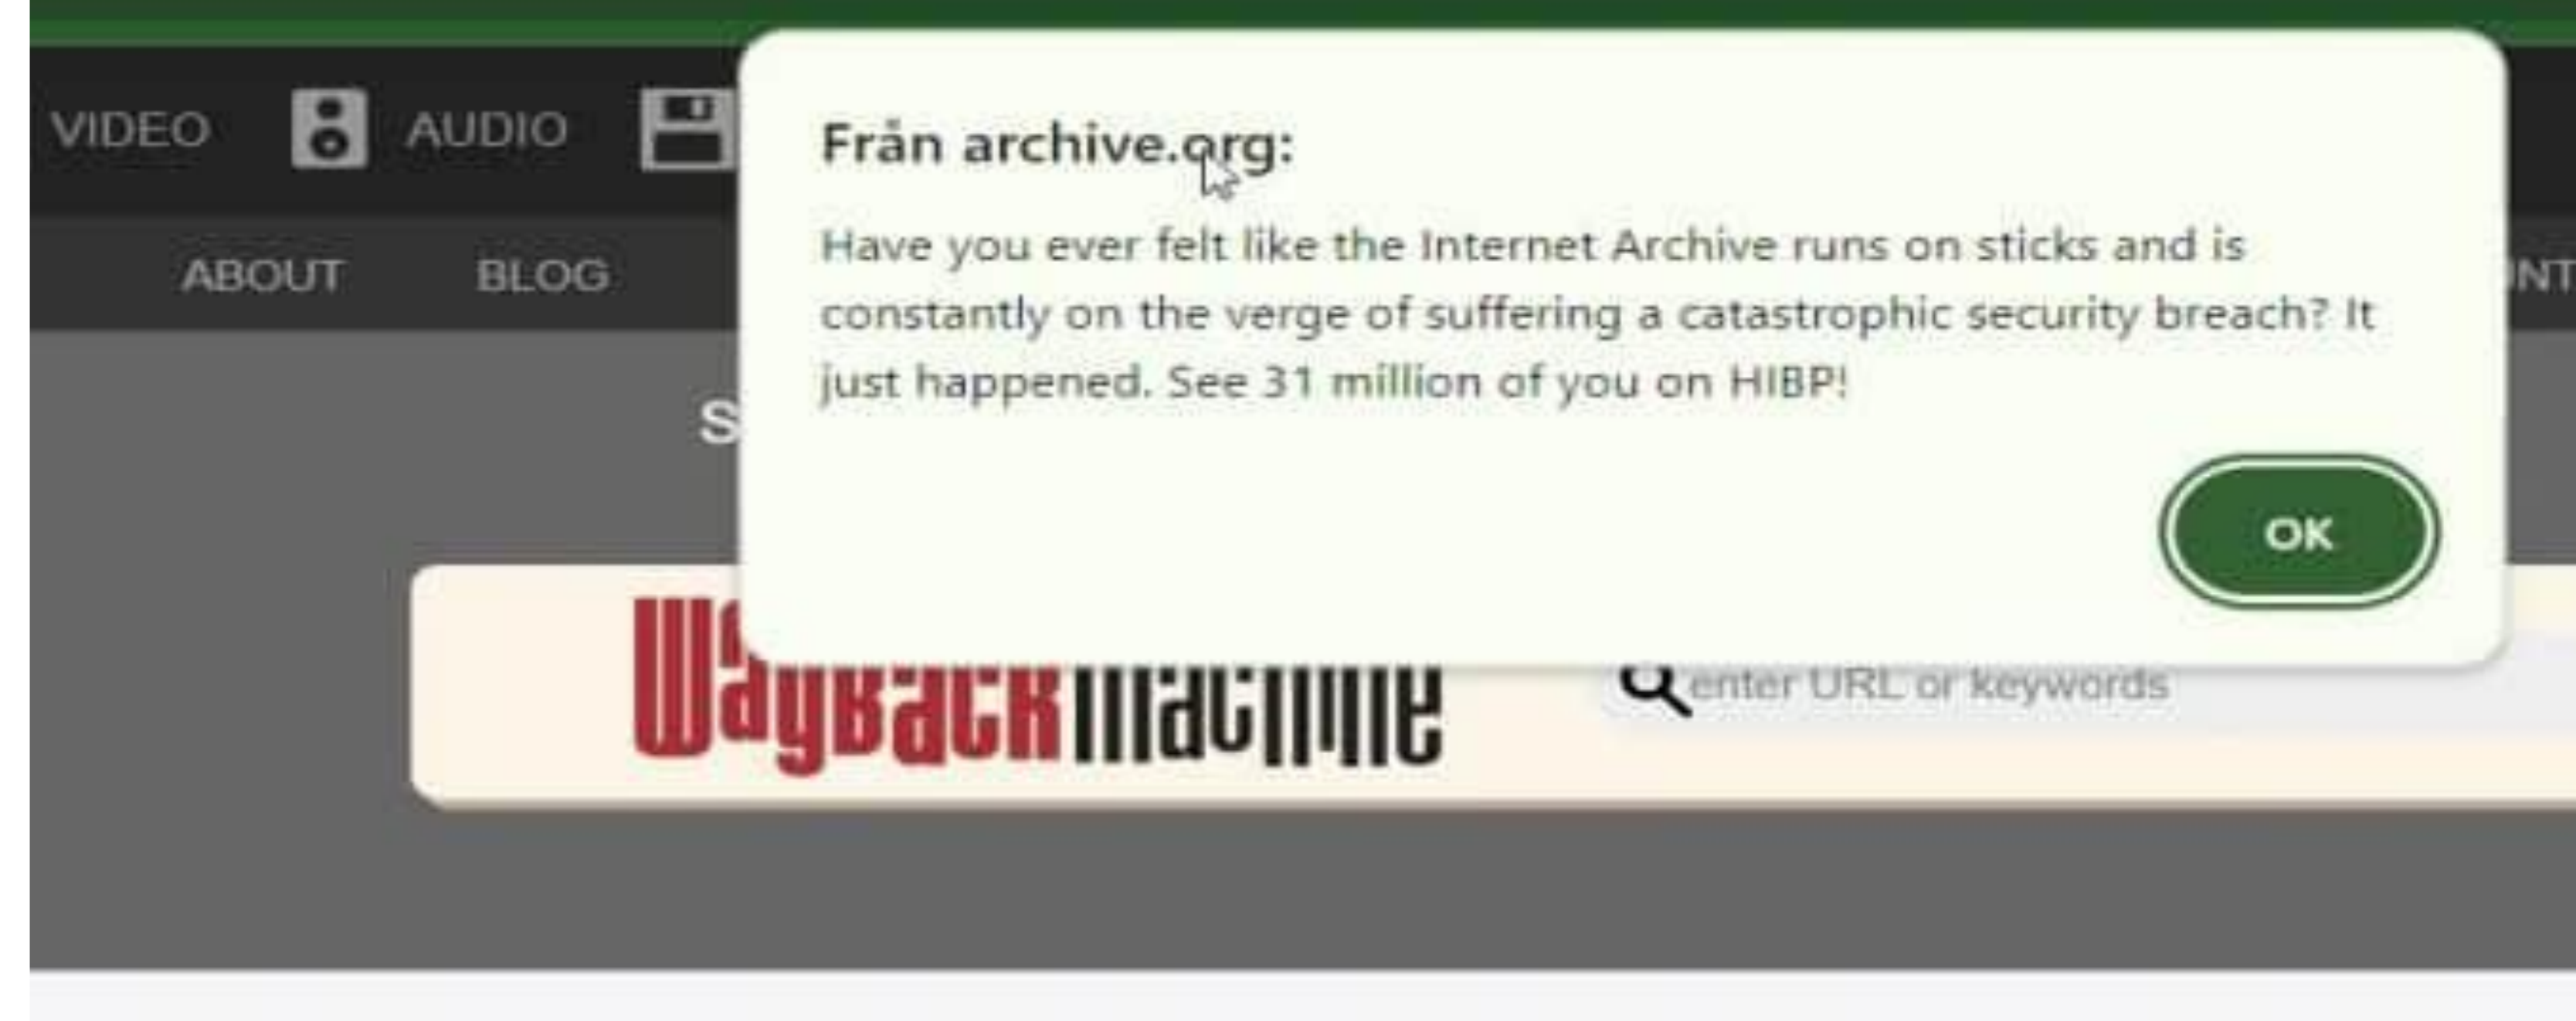 VIDEO AUDIO
Från archive.org:
ABOUT BLOG
Have you ever felt like the Internet Archive runs on sticks and is
constantly on the verge of suffering a catastrophic security breach? It
just happened. See 31 million of you on HIBP!
OK
WayBack Machine
enter URL or keywords